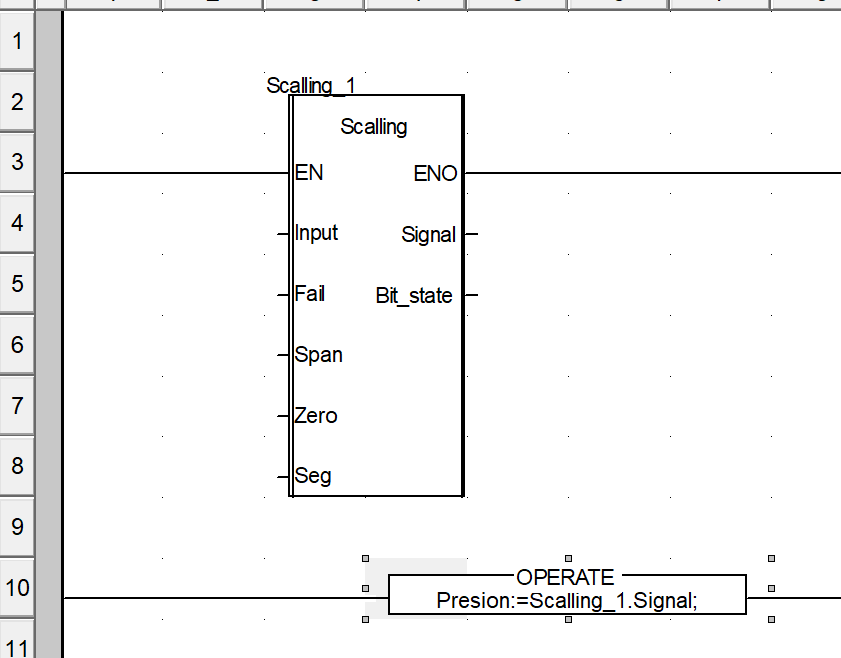 1
Scalling_1
2
Scalling
3
EN ENO
4
Input Signal
5
Fail Bit_state
6
Span
7
Zero
8
Seg
9
OPERATE
10
Presion:=Scalling_1.Signal;
11